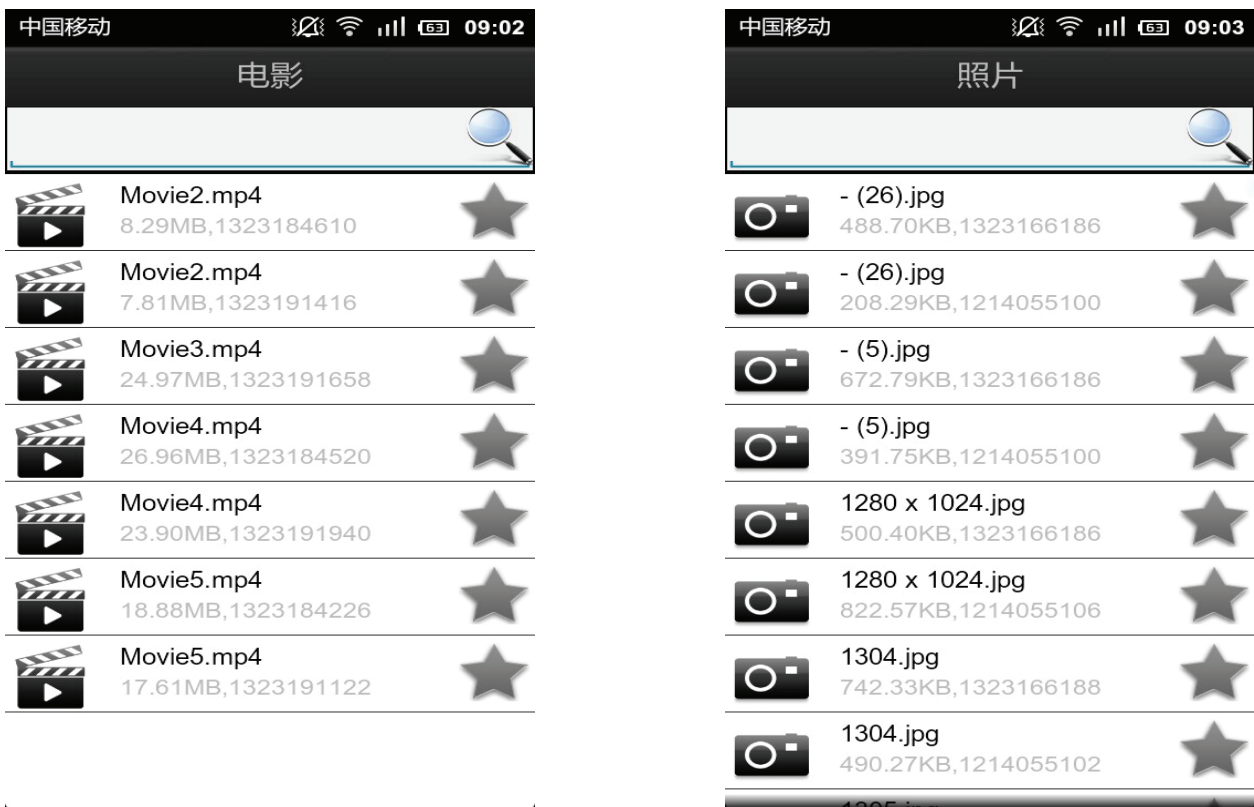 中国移动 63 09:02
电影
Movie2.mp4
8.29MB,1323184610
Movie2.mp4
7.81MB,1323191416
Movie3.mp4
24.97MB,1323191658
Movie4.mp4
26.96MB,1323184520
Movie4.mp4
23.90MB,1323191940
Movie5.mp4
18.88MB,1323184226
Movie5.mp4
17.61MB,1323191122
中国移动 63 09:03
照片
- (26).jpg
488.70KB,1323166186
- (26).jpg
208.29KB,1214055100
- (5).jpg
672.79KB,1323166186
- (5).jpg
391.75KB,1214055100
1280 x 1024.jpg
500.40KB,1323166186
1280 x 1024.jpg
822.57KB,1214055106
1304.jpg
742.33KB,1323166188
1304.jpg
490.27KB,1214055102